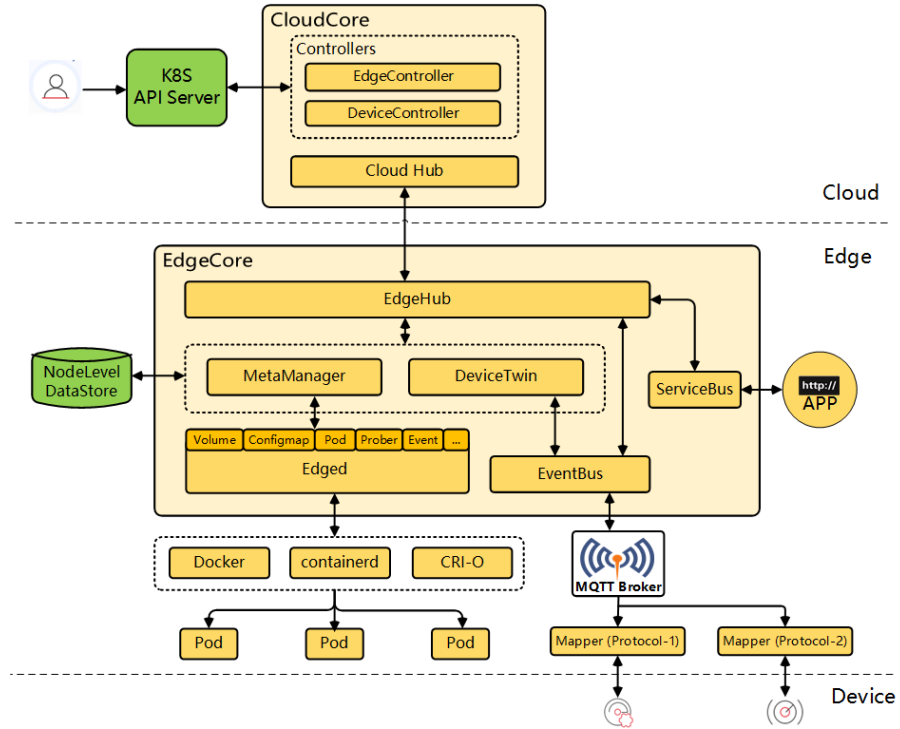 CloudCore
Controllers
EdgeController
DeviceController
K8S
API Server
Cloud Hub
Cloud
Edge
EdgeCore
EdgeHub
MetaManager
DeviceTwin
NodeLevel
DataStore
ServiceBus
http://
APP
Volume
Configmap
Pod
Prober
Event
...
Edged
EventBus
Docker
containerd
CRI-O
MQTT Broker
Pod
Pod
Pod
Mapper (Protocol-1)
Mapper (Protocol-2)
Device